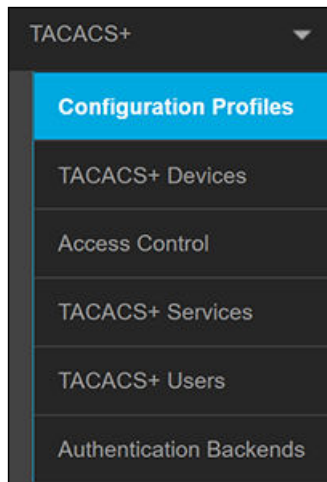 TACACS+
Configuration Profiles
TACACS+ Devices
Access Control
TACACS+ Services
TACACS+ Users
Authentication Backends